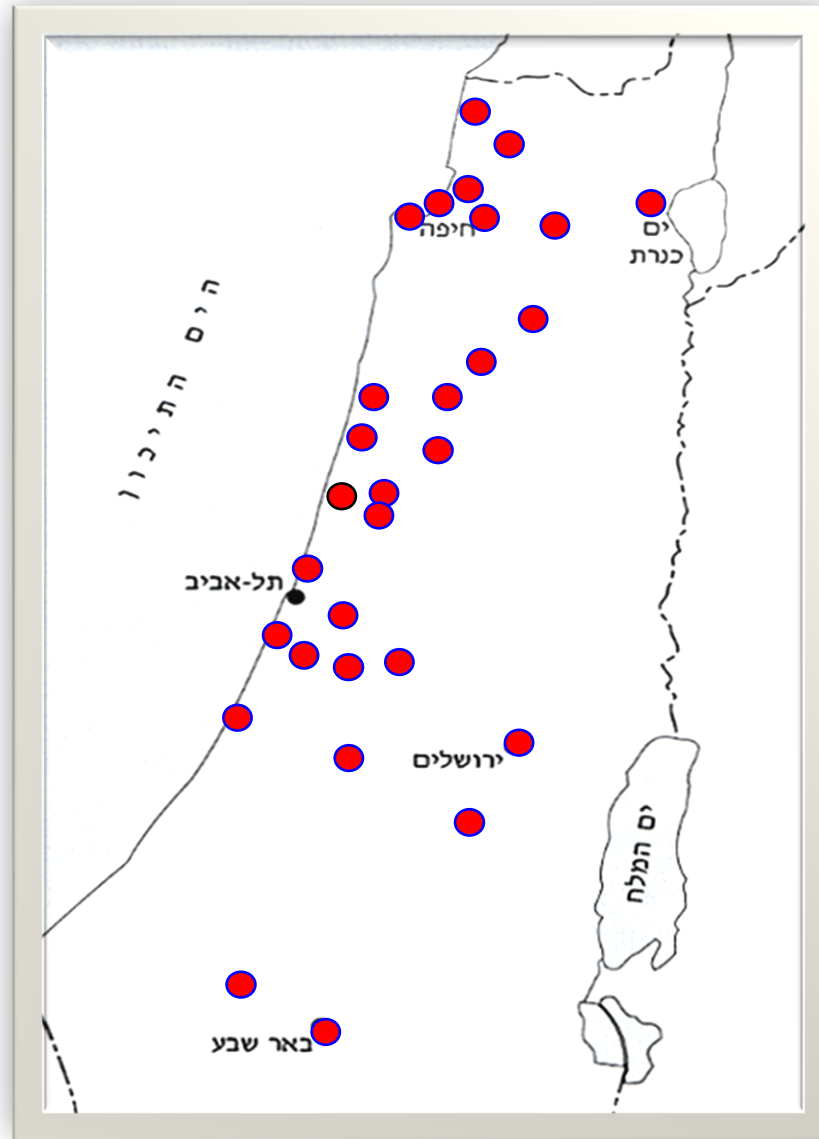 חיפה
ים
כנרת
הים התיכון
תל-אביב
ירושלים
ים המלח
באר שבע